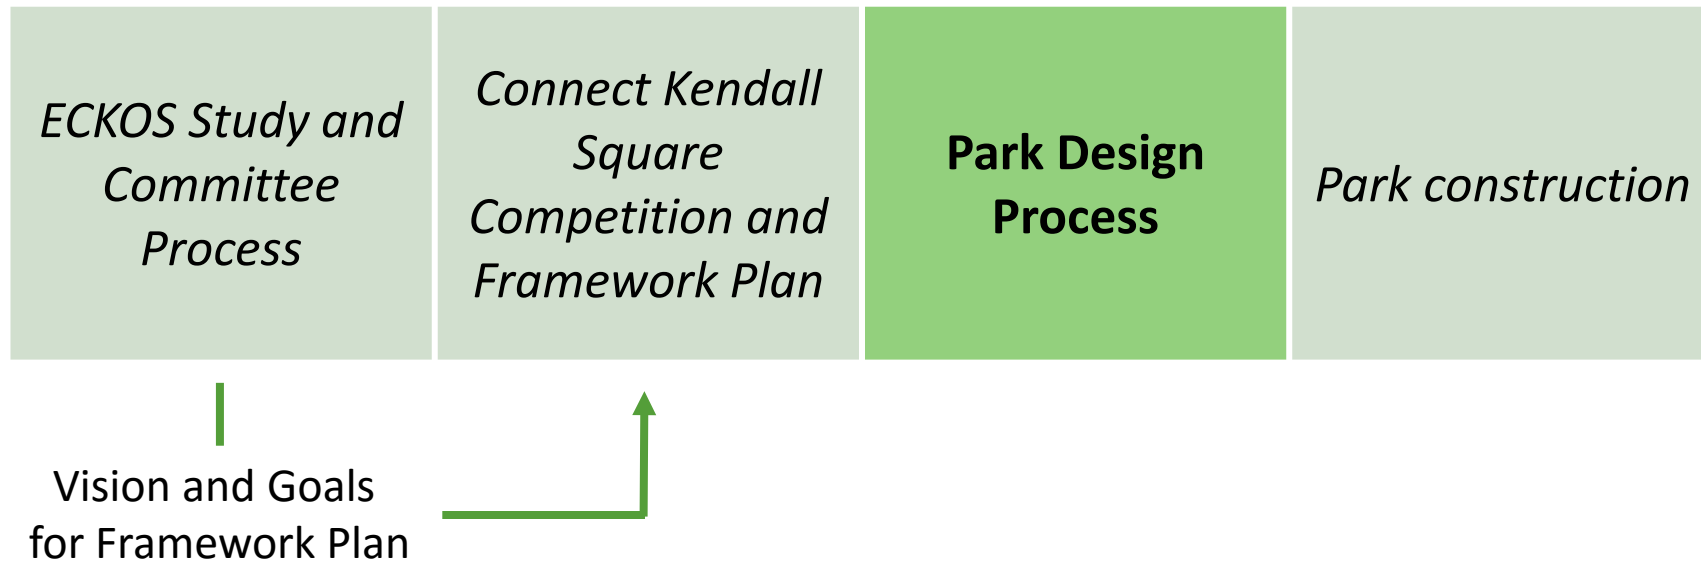 ECKOS Study and
Committee
Process
Connect Kendall
Square
Competition and
Framework Plan
Park Design
Process
Park construction
Vision and Goals
for Framework Plan